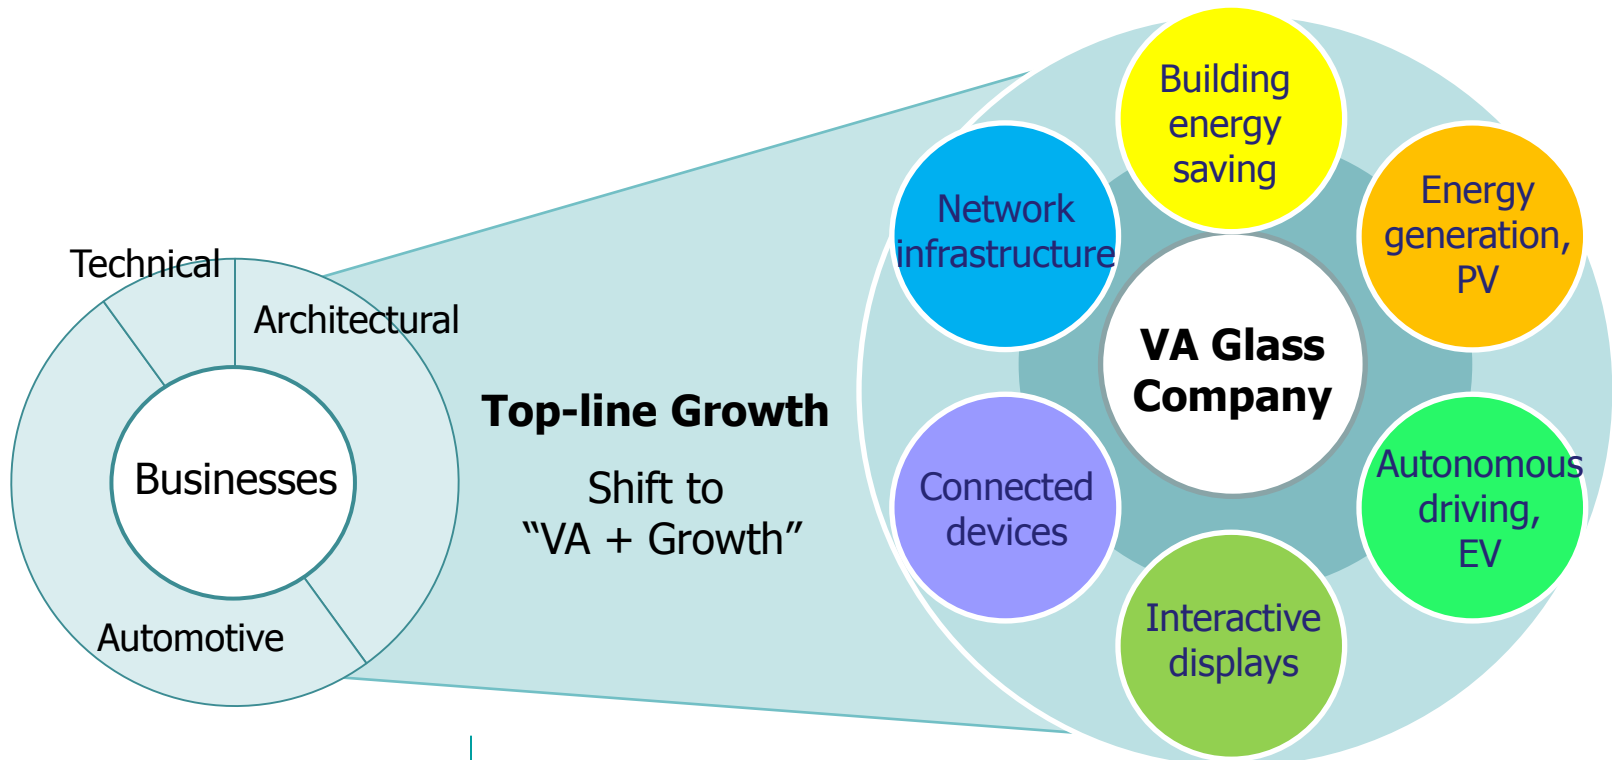 Technical
Architectural
Businesses
Automotive
Top-line Growth
Shift to
“VA + Growth”
Building
energy
saving
Network
infrastructure
Energy
generation,
PV
VA Glass
Company
Connected
devices
Autonomous
driving,
EV
Interactive
displays